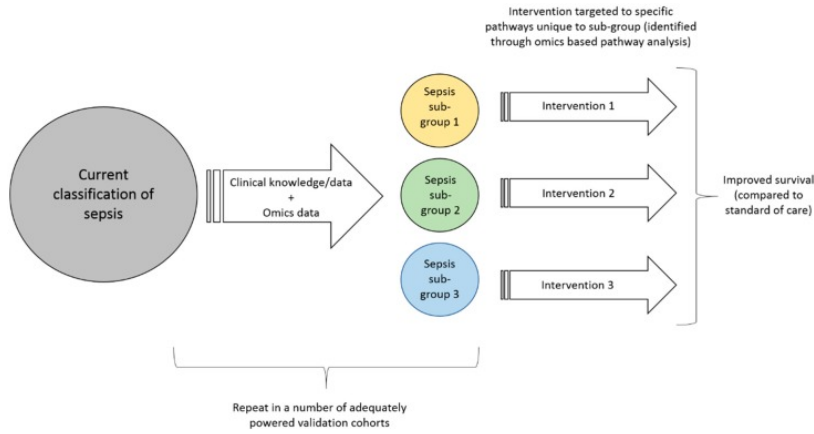 Intervention targeted to specific
pathways unique to sub-group (identified
through omics based pathway analysis)
Current
classification of
sepsis
Clinical knowledge/data
+
Omics data
Sepsis
sub-
group 1
Intervention 1
Sepsis
sub-
group 2
Intervention 2
Sepsis
sub-
group 3
Intervention 3
Improved survival
(compared to
standard of care)
Repeat in a number of adequately
powered validation cohorts